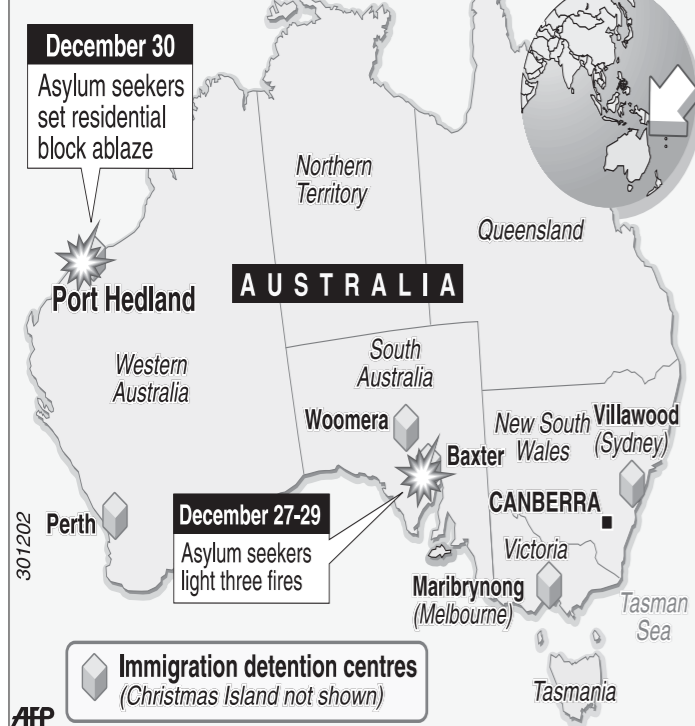 December 30
Asylum seekers
set residential
block ablaze
Northern
Territory
Queensland
AUSTRALIA
Port Hedland
Western
Australia
South
Australia
Woomera
Baxter
New South
Wales
Villawood
(Sydney)
CANBERRA
Perth
December 27-29
Asylum seekers
light three fires
Victoria
Maribrynong
(Melbourne)
Tasman
Sea
Tasmania
Immigration detention centres
(Christmas Island not shown)
301202
AFP